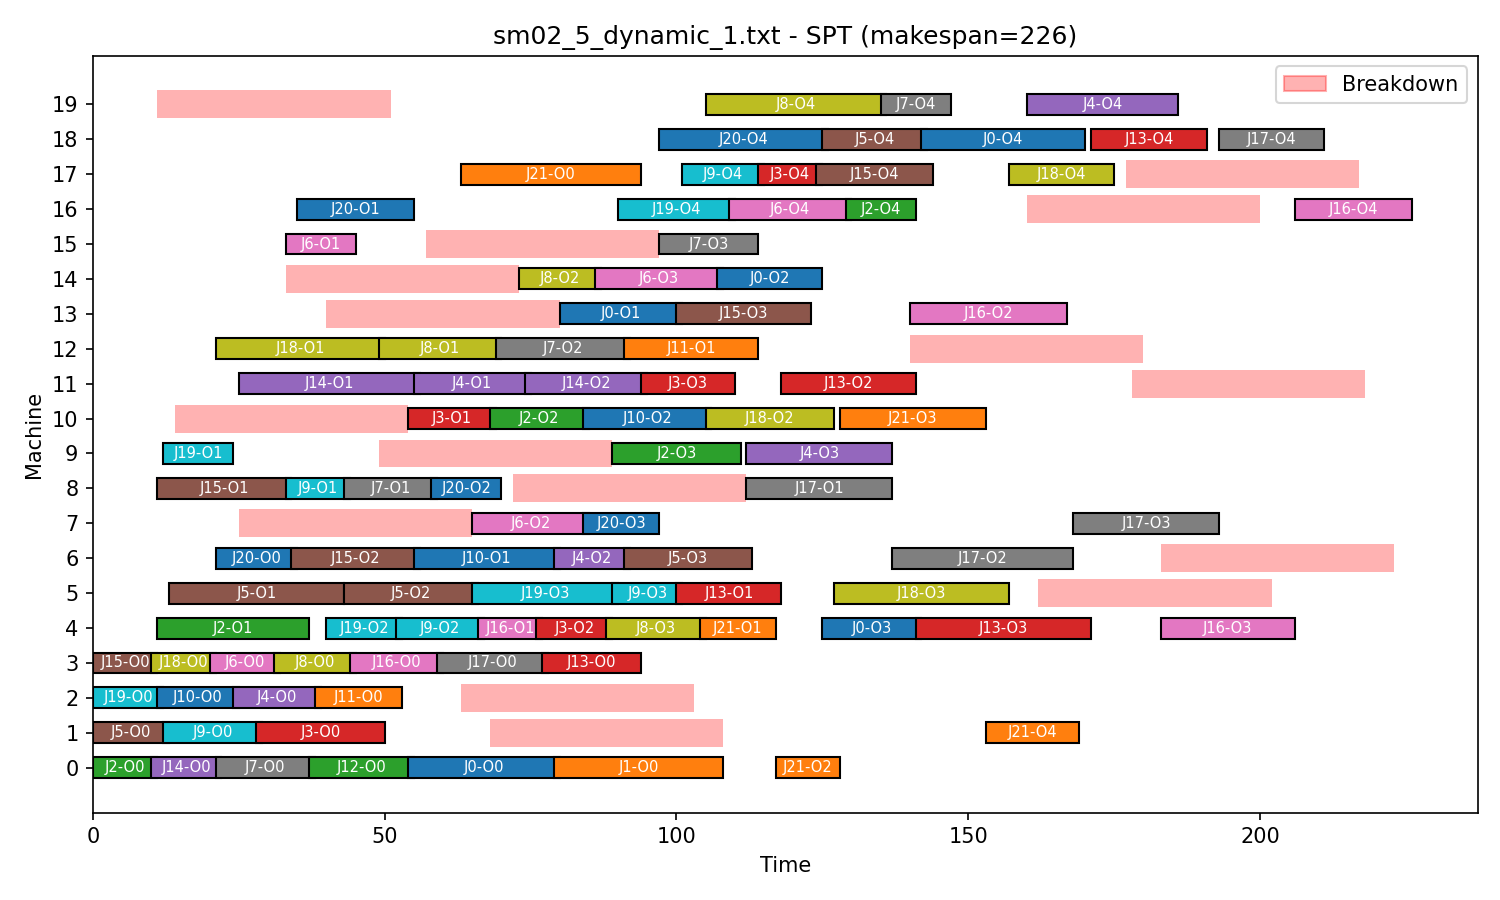 sm02_5_dynamic_1.txt - SPT (makespan=226)
Breakdown
19 J8-O4 J7-O4 J4-O4
18 J20-O4 J5-O4 J0-O4 J13-O4 J17-O4
17 J21-O0 J9-O4 J3-O4 J15-O4 J18-O4
16 J20-O1 J19-O4 J6-O4 J2-O4 J16-O4
15 J6-O1 J7-O3
14 J8-O2 J6-O3 J0-O2
13 J0-O1 J15-O3 J16-O2
12 J18-O1 J8-O1 J7-O2 J11-O1
11 J14-O1 J4-O1 J14-O2 J3-O3 J13-O2
10 J3-O1 J2-O2 J10-O2 J18-O2 J21-O3
9 J19-O1 J2-O3 J4-O3
8 J15-O1 J9-O1 J7-O1 J20-O2 J17-O1
7 J6-O2 J20-O3 J17-O3
6 J20-O0 J15-O2 J10-O1 J4-O2 J5-O3 J17-O2
5 J5-O1 J5-O2 J19-O3 J9-O3 J13-O1 J18-O3
4 J2-O1 J19-O2 J9-O2 J16-O1 J3-O2 J8-O3 J21-O1 J0-O3 J13-O3 J16-O3
3 J15-O0 J18-O0 J6-O0 J8-O0 J16-O0 J17-O0 J13-O0
2 J19-O0 J10-O0 J4-O0 J11-O0
1 J5-O0 J9-O0 J3-O0 J21-O4
0 J2-O0 J14-O0 J7-O0 J12-O0 J0-O0 J1-O0 J21-O2
Machine
0 50 100 150 200
Time